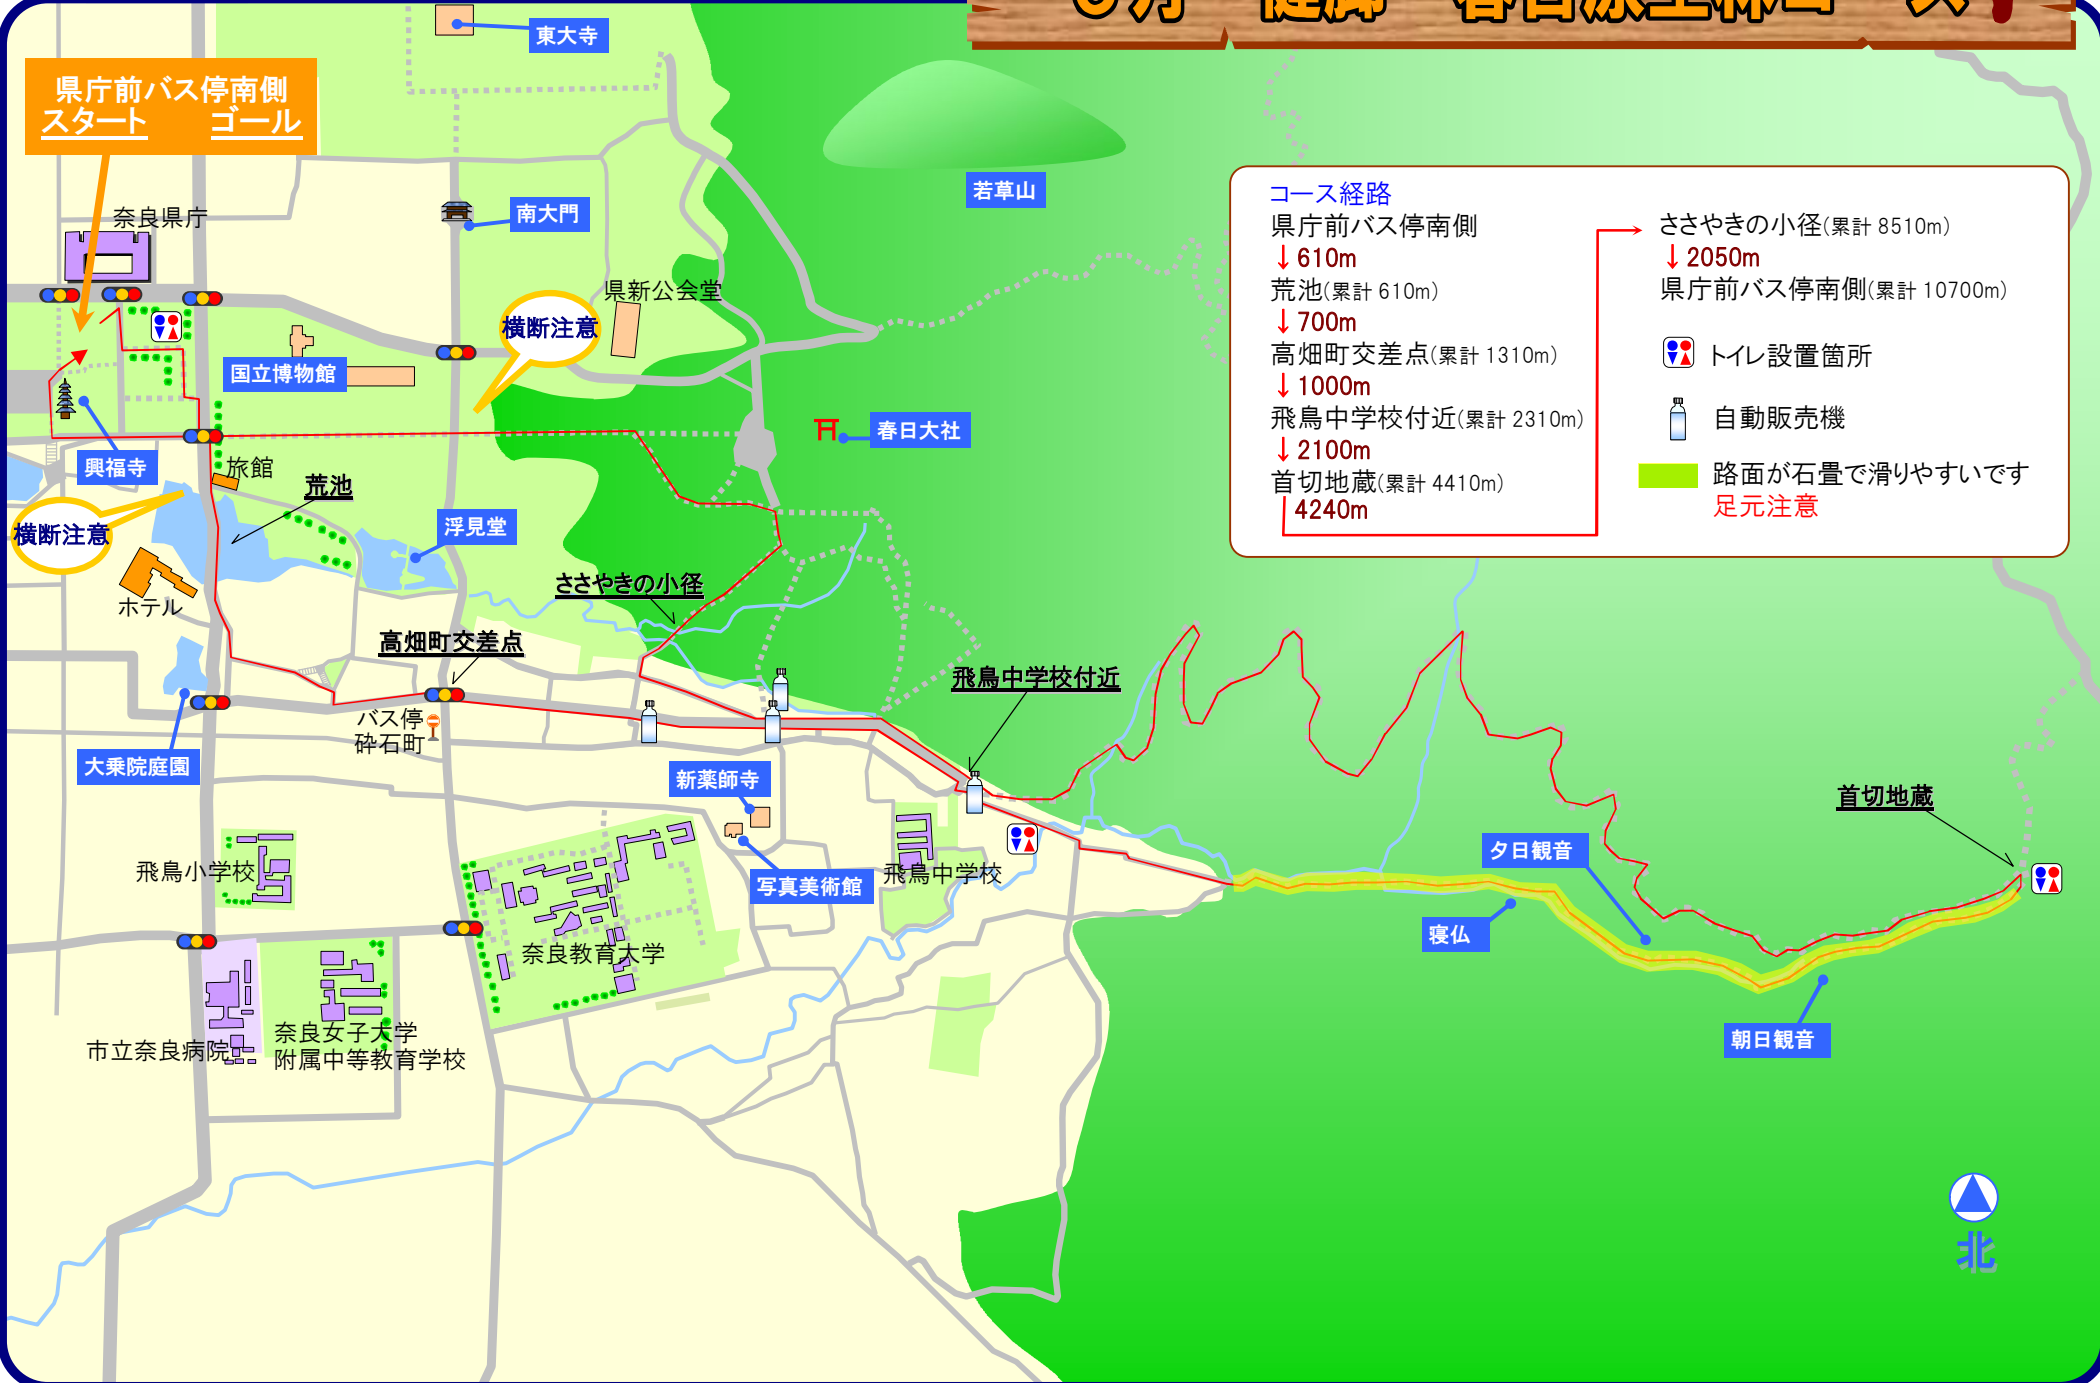 県庁前バス停南側
スタート ゴール
東大寺
若草山
コース経路
県庁前バス停南側
↓610m
荒池(累計 610m)
↓700m
高畑町交差点(累計 1310m)
↓1000m
飛鳥中学校付近(累計 2310m)
↓2100m
首切地蔵(累計 4410m)
4240m
ささやきの小径(累計 8510m)
↓2050m
県庁前バス停南側(累計 10700m)
トイレ設置箇所
自動販売機
路面が石畳で滑りやすいです
足元注意
奈良県庁
南大門
県新公会堂
横断注意
国立博物館
春日大社
興福寺
旅館
荒池
横断注意
浮見堂
ホテル
ささやきの小径
高畑町交差点
飛鳥中学校付近
バス停
砕石町
大乗院庭園
新薬師寺
首切地蔵
飛鳥小学校
写真美術館
飛鳥中学校
夕日観音
寝仏
奈良教育大学
朝日観音
市立奈良病院
奈良女子大学
附属中等教育学校
北